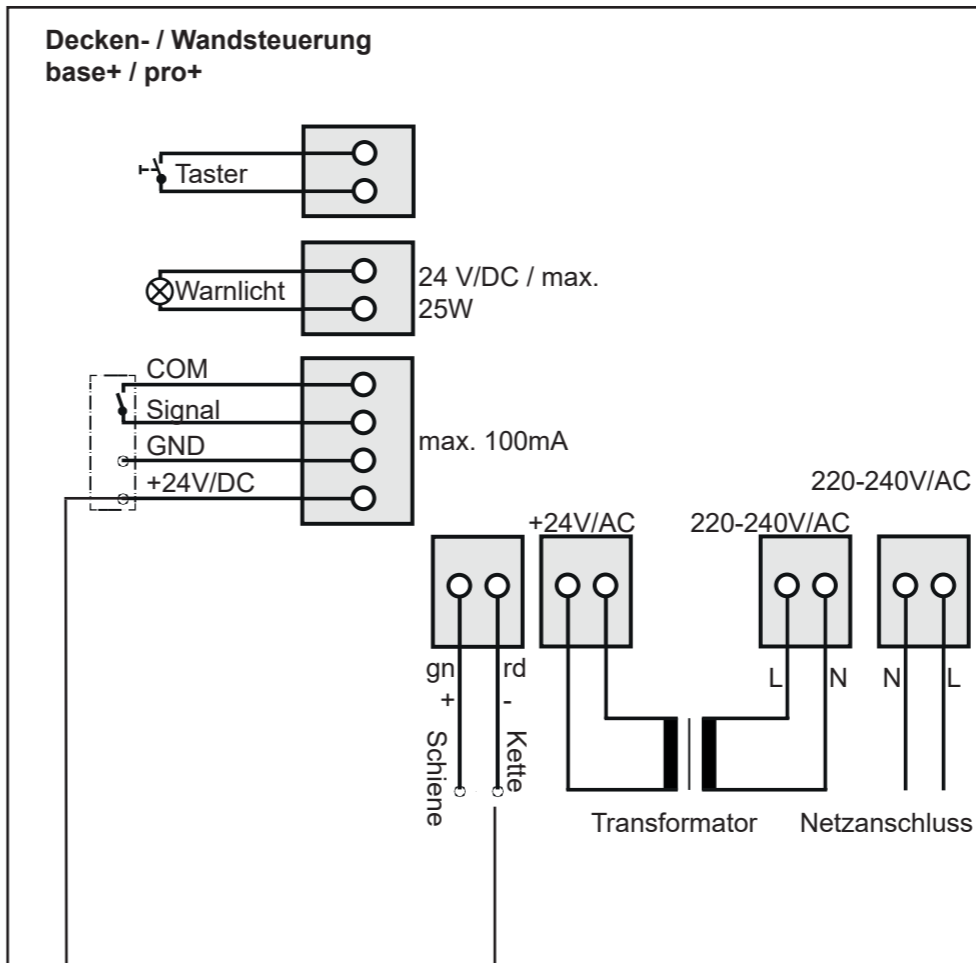 Decken- / Wandsteuerung
base+ / pro+
Taster
Warnlicht
24 V/DC / max.
25W
COM
Signal
GND
+24V/DC
max. 100mA
220-240V/AC
+24V/AC
220-240V/AC
gn
rd
L
N
N
L
+
-
Schiene
Kette
Transformator
Netzanschluss